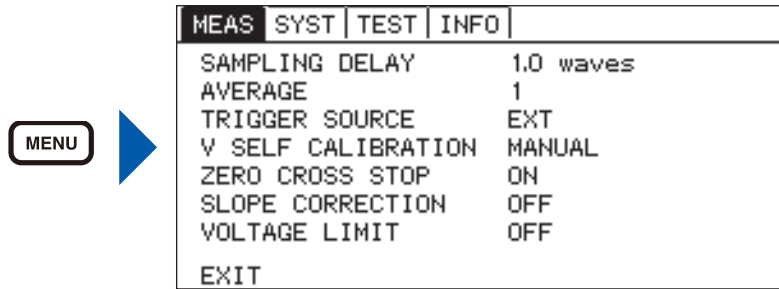 MENU
MEAS SYST TEST INFO
SAMPLING DELAY 1.0 waves
AVERAGE 1
TRIGGER SOURCE EXT
V SELF CALIBRATION MANUAL
ZERO CROSS STOP ON
SLOPE CORRECTION OFF
VOLTAGE LIMIT OFF
EXIT